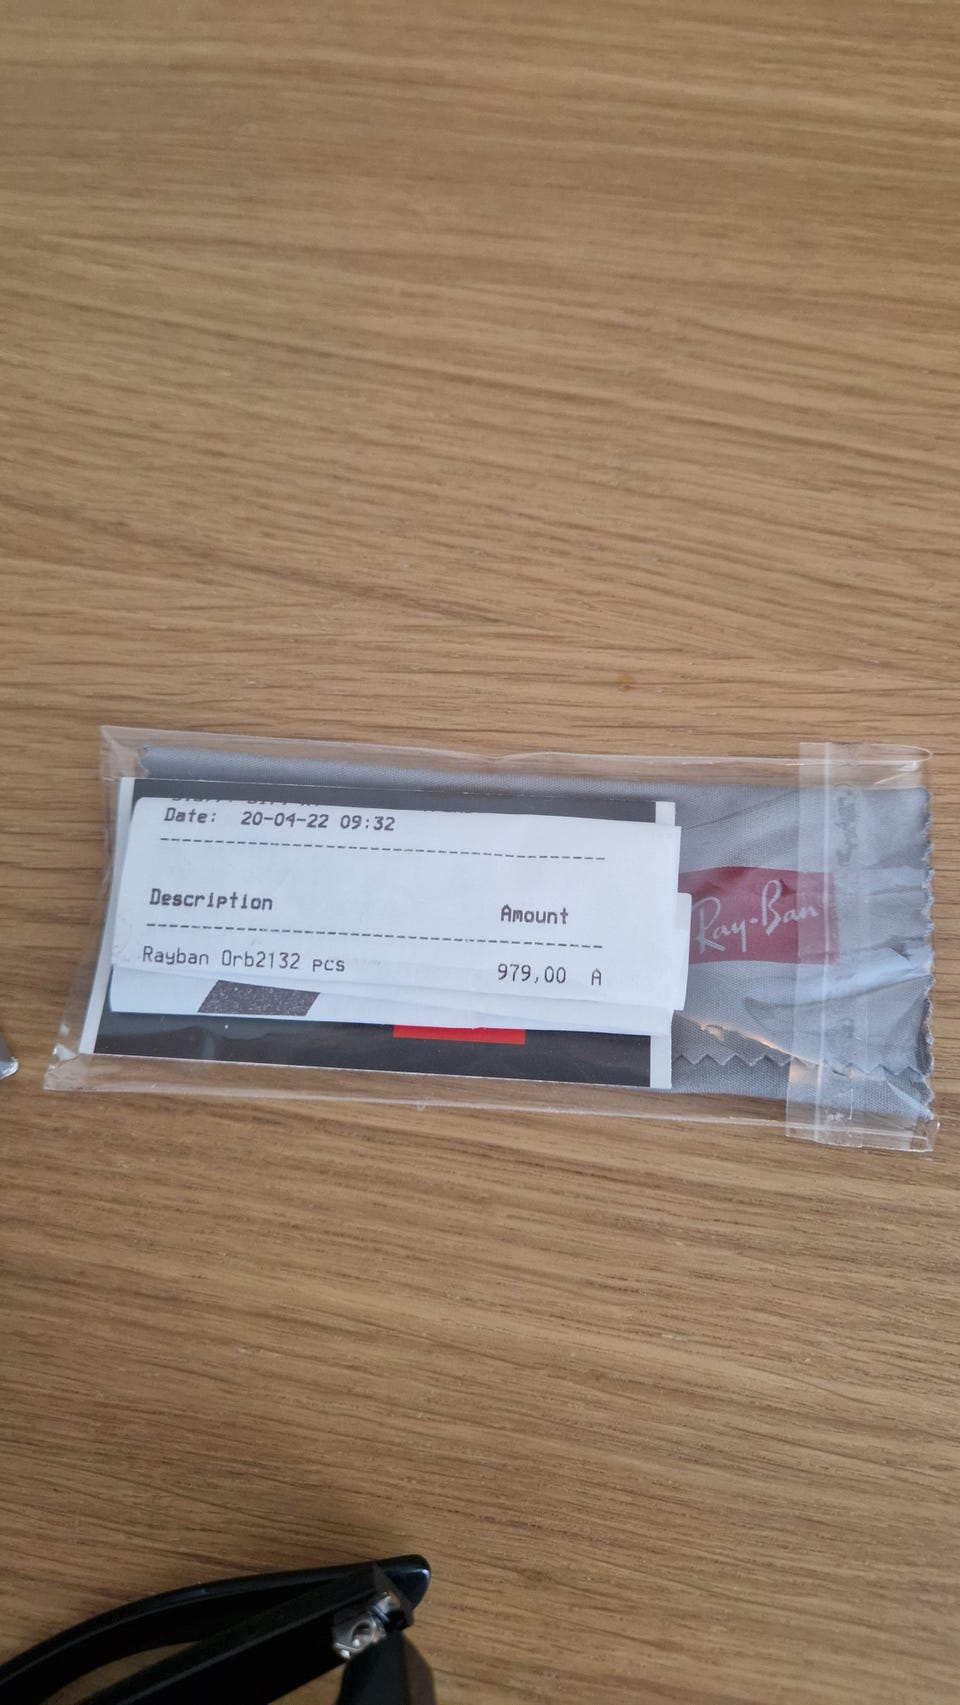 Date: 20-04-22 09:32
Description Amount
Rayban Orb2132 pcs 979,00 A
Ray-Ban